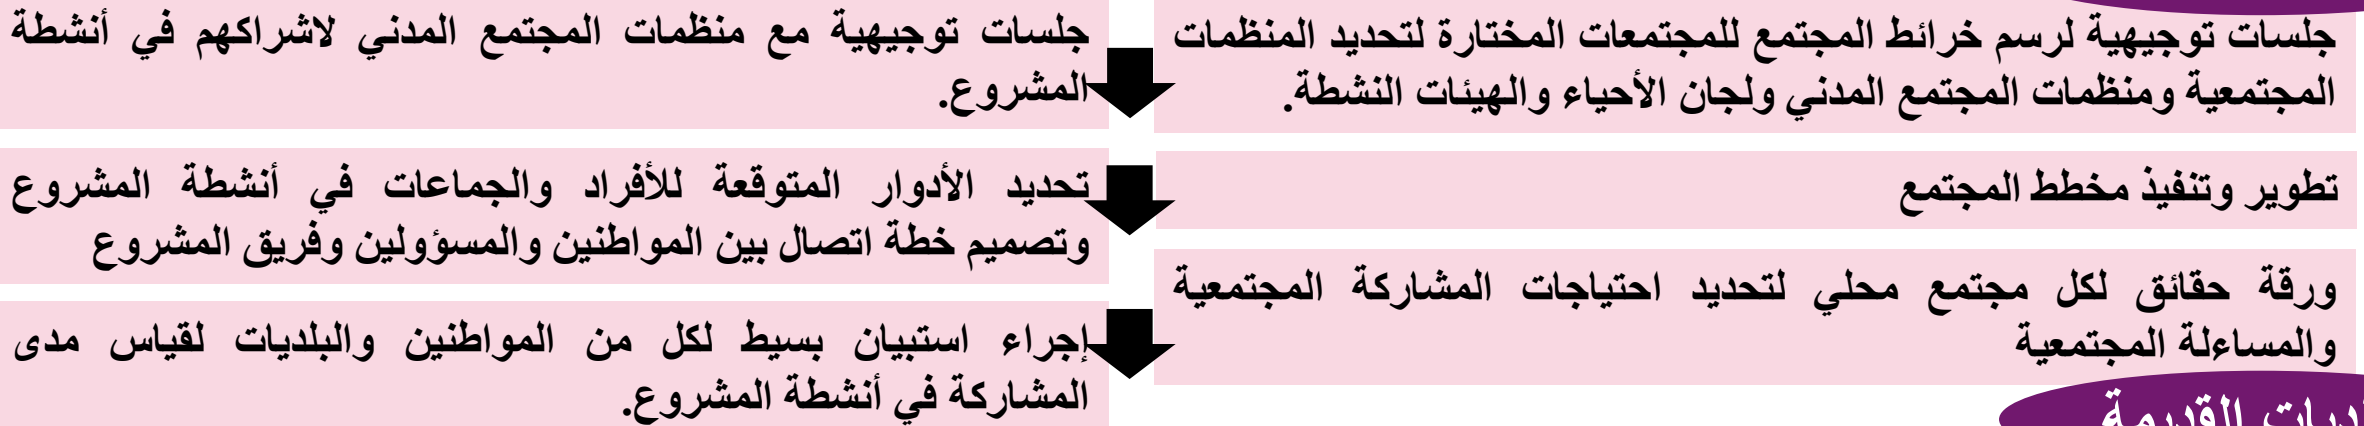 جلسات توجيهية لرسم خرائط المجتمع للمجتمعات المختارة لتحديد المنظمات
المجتمعية ومنظمات المجتمع المدني ولجان الأحياء والهيئات النشطة.
تطوير وتنفيذ مخطط المجتمع
ورقة حقائق لكل مجتمع محلي لتحديد احتياجات المشاركة المجتمعية
والمساءلة المجتمعية
جلسات توجيهية مع منظمات المجتمع المدني لاشراكهم في أنشطة
المشروع.
تحديد الأدوار المتوقعة للأفراد والجماعات في أنشطة المشروع
وتصميم خطة اتصال بين المواطنين والمسؤولين وفريق المشروع
إجراء استبيان بسيط لكل من المواطنين والبلديات لقياس مدى
المشاركة في أنشطة المشروع.
القديمة